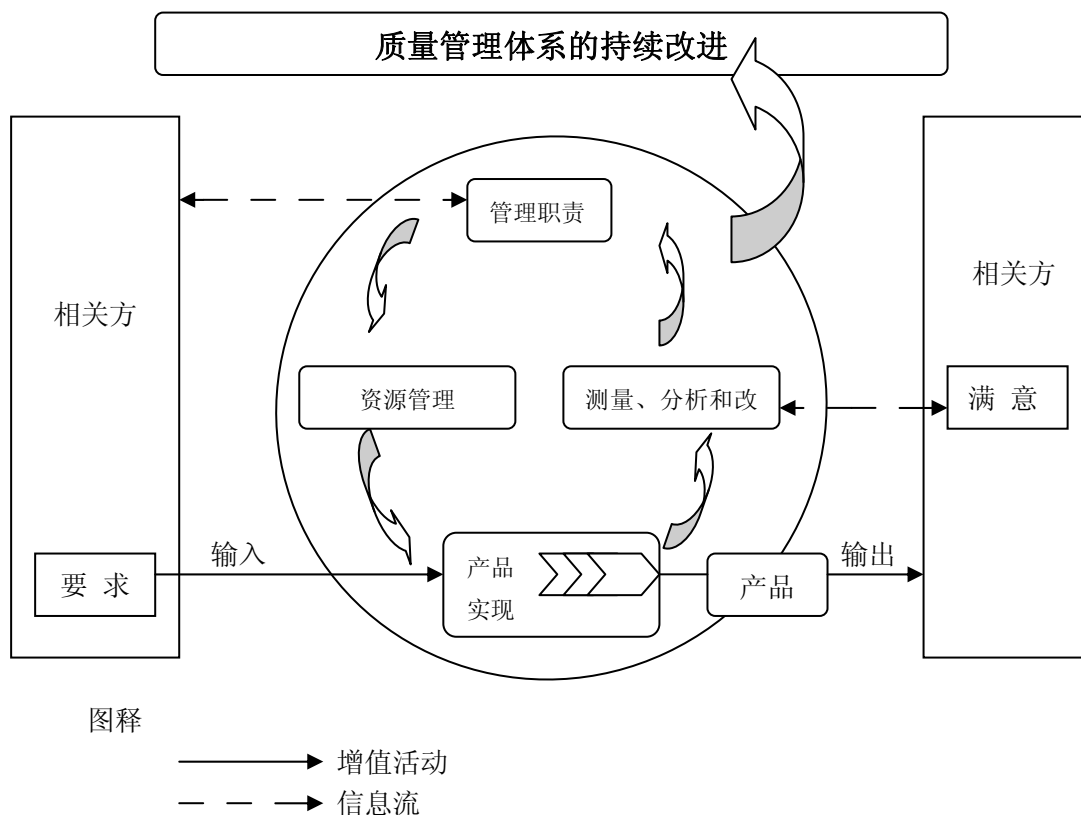 质量管理体系的持续改进
管理职责
相关方
相关方
资源管理
测量、分析和改
满 意
要 求
输入
产品
实现
产品
输出
图释
增值活动
信息流